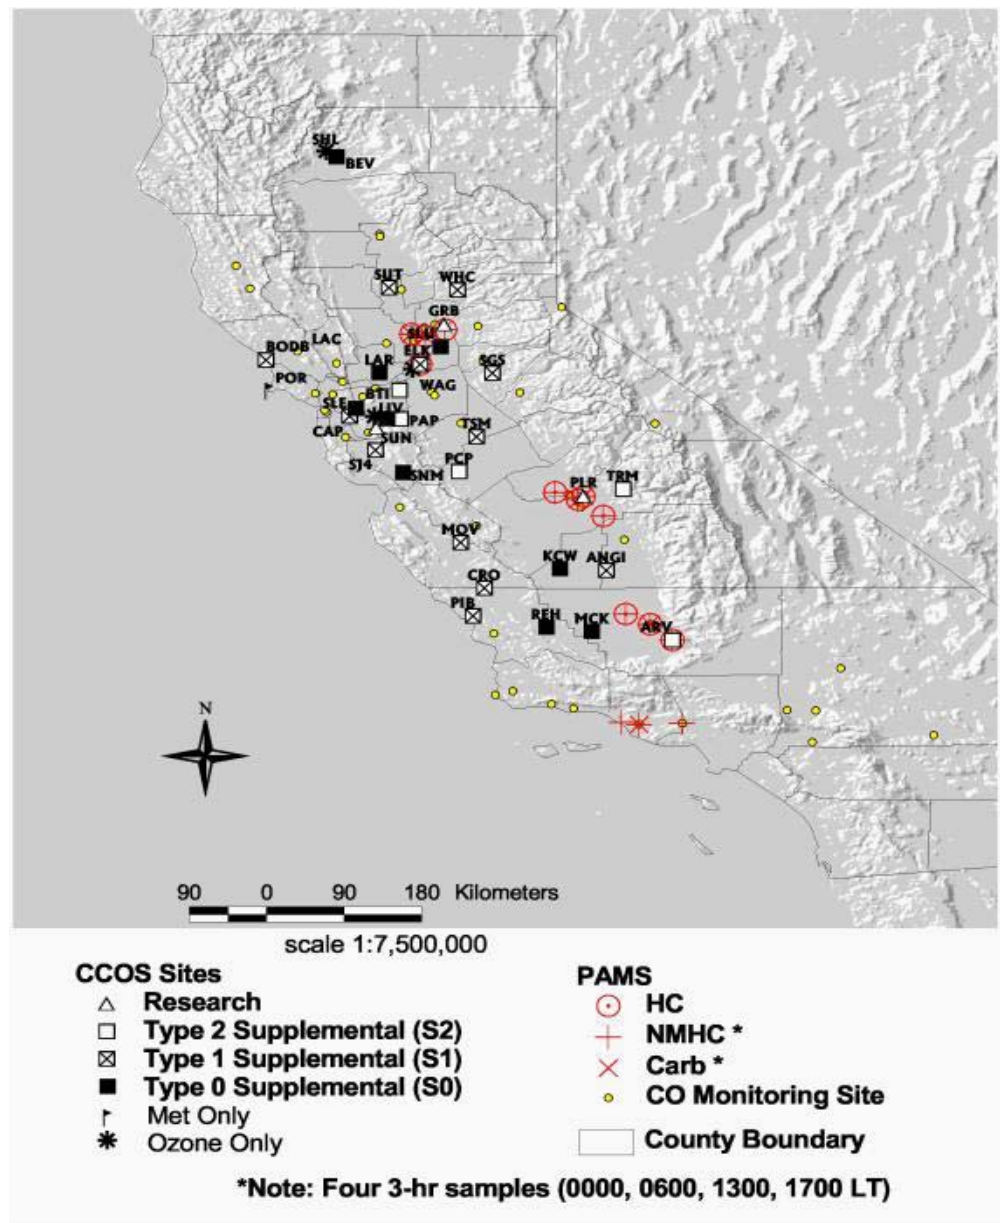 SHL
BEV
SUT
WHC
GRB
SLU
BODB
LAC
ELK
LAR
SGS
POR
BTI
WAG
SLE
LIV
PAP
CAP
SUN
TSM
SJ4
PCP
SNM
PLR
TRM
MOV
KCW
ANGI
CRO
PIB
REH
MCK
ARV
N
90 0 90 180 Kilometers
scale 1:7,500,000
CCOS Sites
Research
Type 2 Supplemental (S2)
Type 1 Supplemental (S1)
Type 0 Supplemental (S0)
Met Only
Ozone Only
PAMS
HC
NMHC *
Carb *
CO Monitoring Site
County Boundary
*Note: Four 3-hr samples (0000, 0600, 1300, 1700 LT)